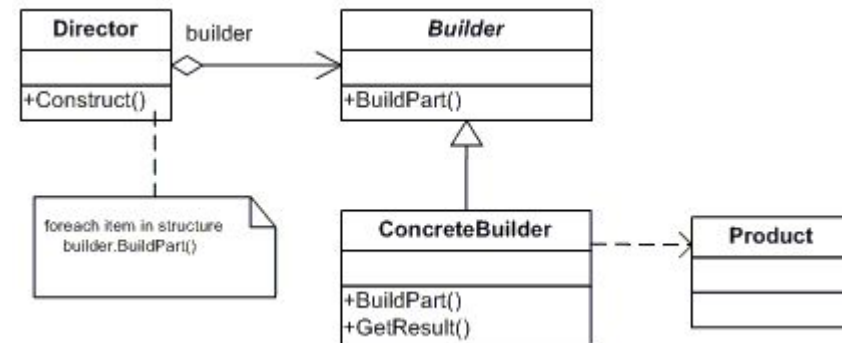 Director
builder
Builder
+Construct()
+BuildPart()
foreach item in structure
builder.BuildPart()
ConcreteBuilder
+BuildPart()
+GetResult()
Product